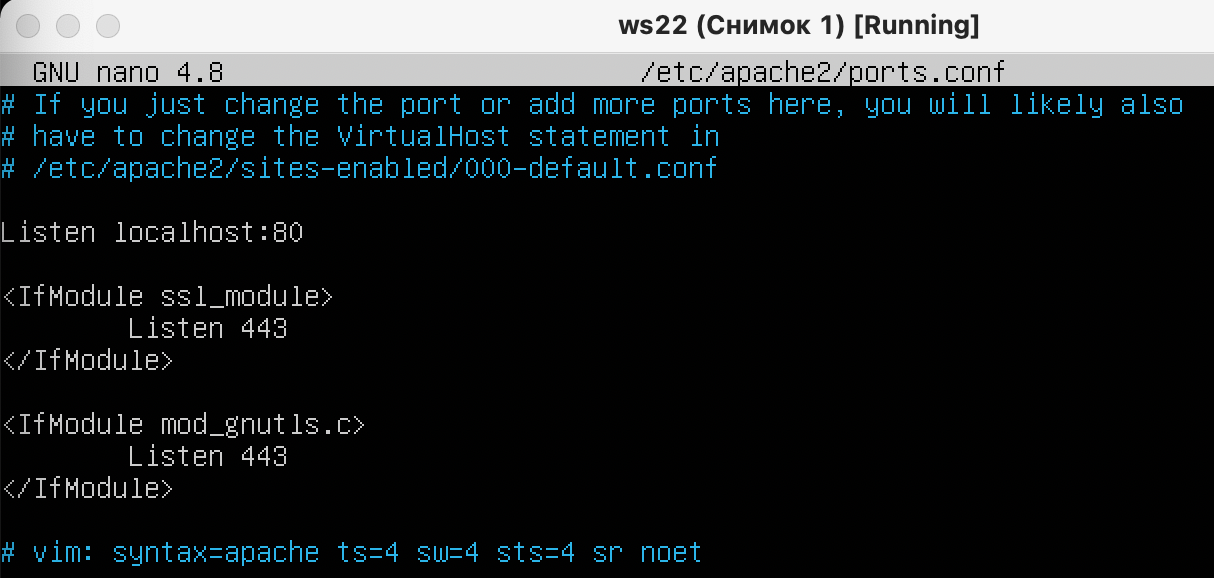 ws22 (Снимок 1) [Running]
GNU nano 4.8 /etc/apache2/ports.conf
# If you just change the port or add more ports here, you will likely also
# have to change the VirtualHost statement in
# /etc/apache2/sites-enabled/000-default.conf
Listen localhost:80
<IfModule ssl_module>
Listen 443
</IfModule>
<IfModule mod_gnutls.c>
Listen 443
</IfModule>
# vim: syntax=apache ts=4 sw=4 sts=4 sr noet